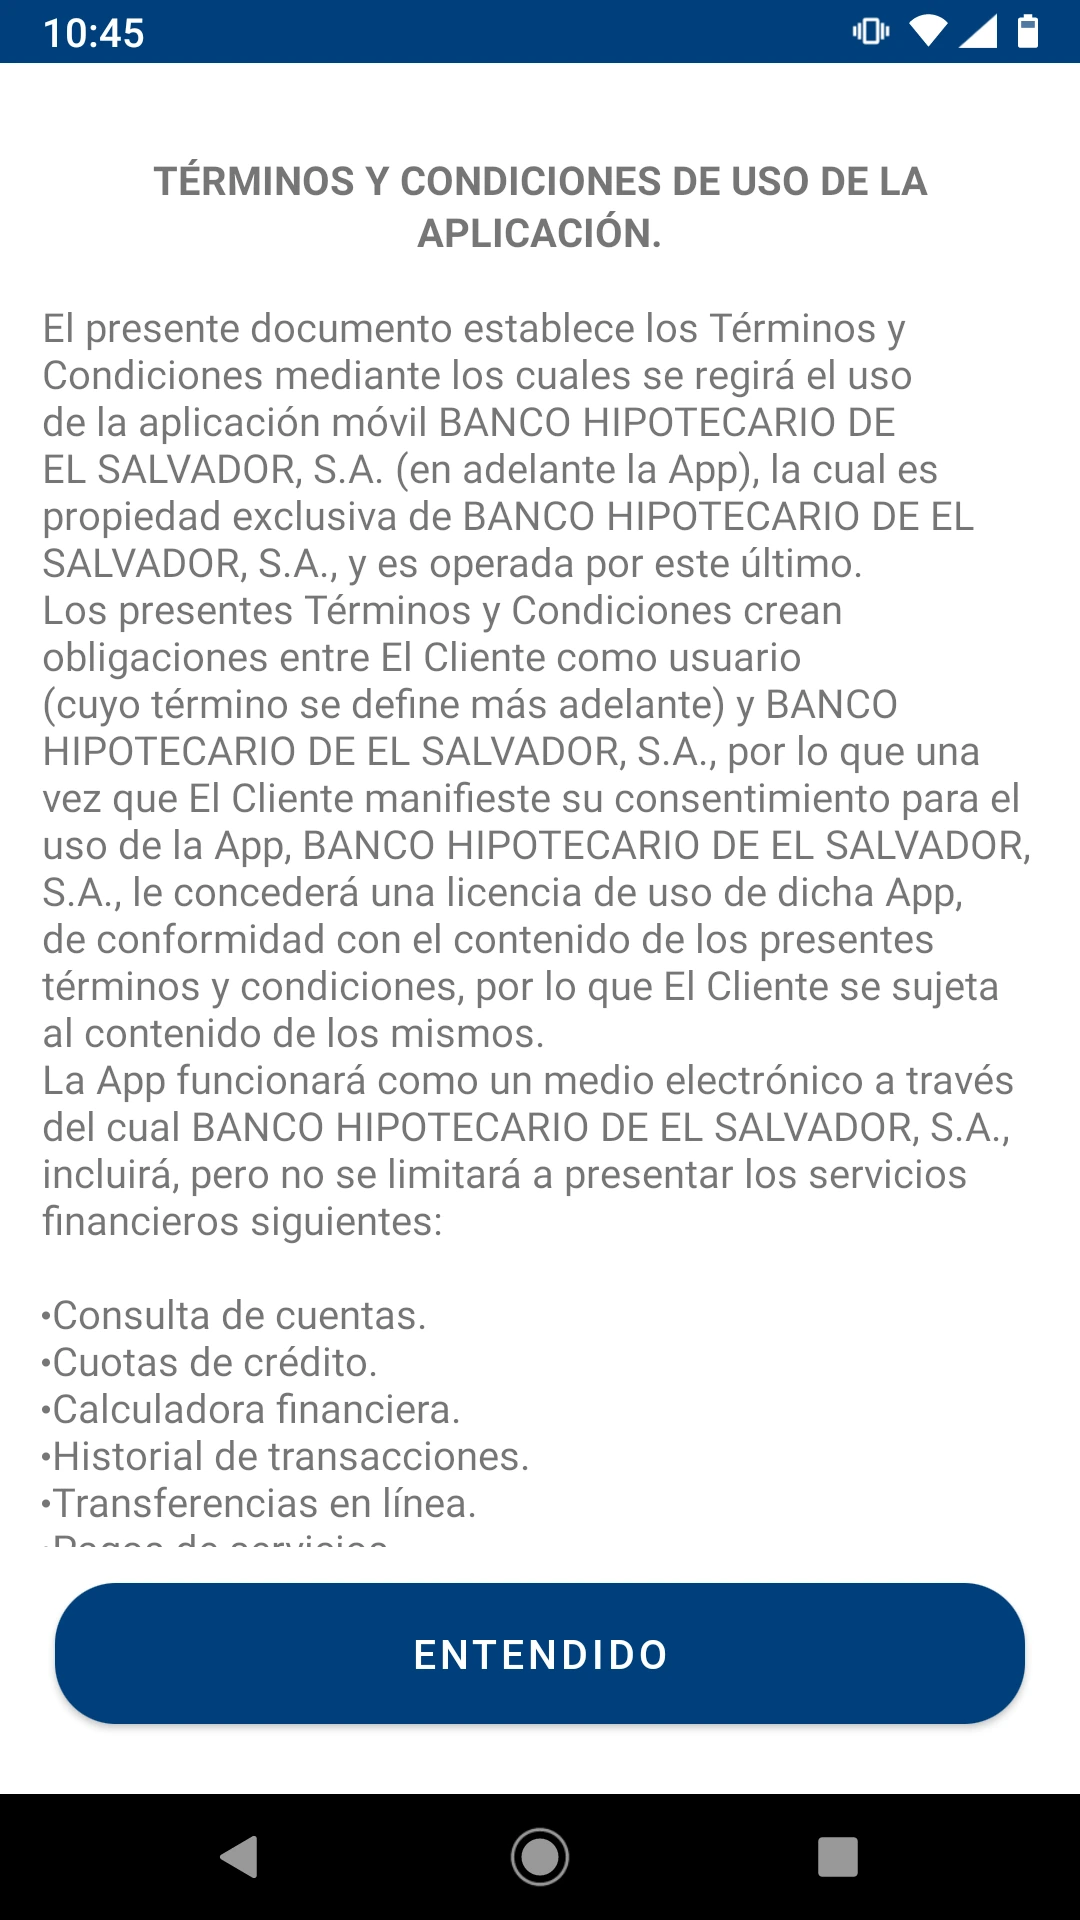 10:45
TÉRMINOS Y CONDICIONES DE USO DE LA
APLICACIÓN.
El presente documento establece los Términos y
Condiciones mediante los cuales se regirá el uso
de la aplicación móvil BANCO HIPOTECARIO DE
EL SALVADOR, S.A. (en adelante la App), la cual es
propiedad exclusiva de BANCO HIPOTECARIO DE EL
SALVADOR, S.A., y es operada por este último.
Los presentes Términos y Condiciones crean
obligaciones entre El Cliente como usuario
(cuyo término se define más adelante) y BANCO
HIPOTECARIO DE EL SALVADOR, S.A., por lo que una
vez que El Cliente manifieste su consentimiento para el
uso de la App, BANCO HIPOTECARIO DE EL SALVADOR,
S.A., le concederá una licencia de uso de dicha App,
de conformidad con el contenido de los presentes
términos y condiciones, por lo que El Cliente se sujeta
al contenido de los mismos.
La App funcionará como un medio electrónico a través
del cual BANCO HIPOTECARIO DE EL SALVADOR, S.A.,
incluirá, pero no se limitará a presentar los servicios
financieros siguientes:
•Consulta de cuentas.
•Cuotas de crédito.
•Calculadora financiera.
•Historial de transacciones.
•Transferencias en línea.
•Pagos de servicios
ENTENDIDO